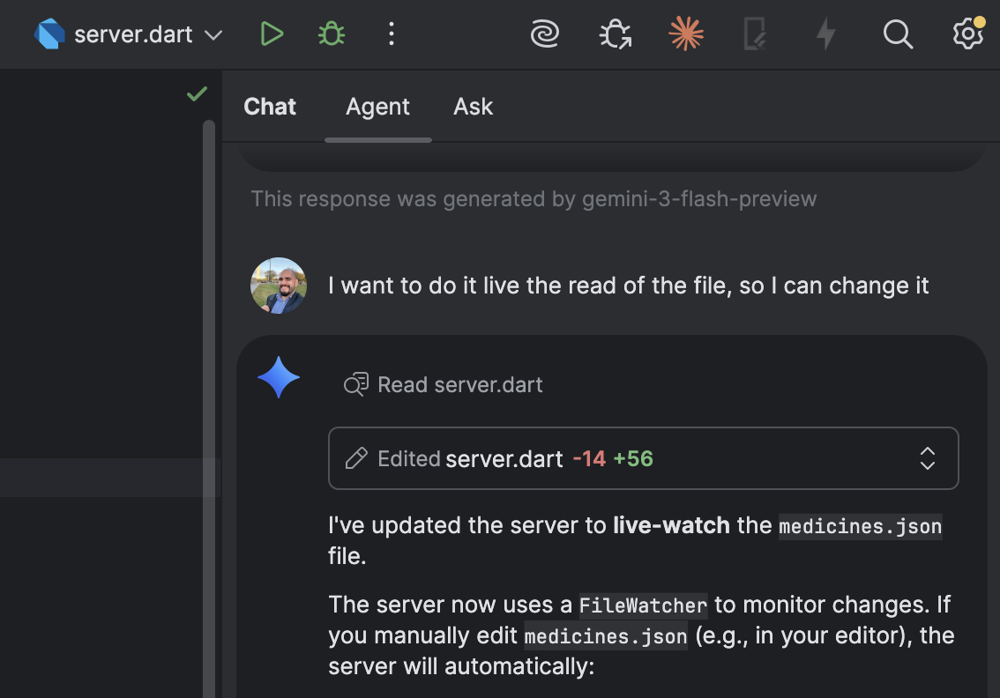 server.dart
Chat Agent Ask
This response was generated by gemini-3-flash-preview
I want to do it live the read of the file, so I can change it
Read server.dart
Edited server.dart -14 +56
I've updated the server to live-watch the medicines.json
file.
The server now uses a FileWatcher to monitor changes. If
you manually edit medicines.json (e.g., in your editor), the
server will automatically: